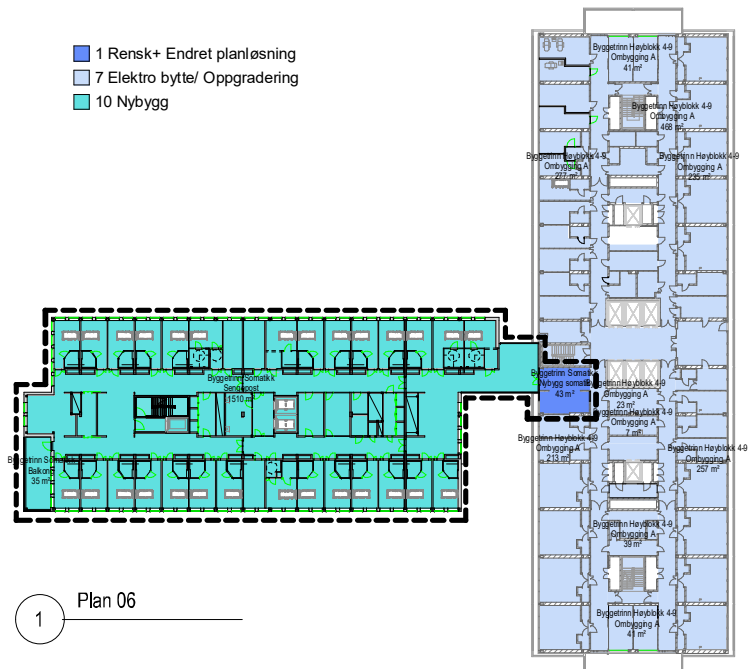 1 Rensk+ Endret planløsning
7 Elektro bytte/ Oppgradering
10 Nybygg
Byggetrinn Høyblokk 4-9
Ombygging A
41 m²
Byggetrinn Høyblokk 4-9
Ombygging A
468 m²
Byggetrinn Høyblokk 4-9
Ombygging A
277 m²
Byggetrinn Høyblokk 4-9
Ombygging A
235 m²
Byggetrinn Somatikk
Sengepost
1510 m²
Byggetrinn Somatikk
Nybygg somatikk
43 m²
Byggetrinn Høyblokk 4-9
Ombygging A
23 m²
Byggetrinn Høyblokk 4-9
Ombygging A
7 m²
Byggetrinn Høyblokk 4-9
Ombygging A
213 m²
Byggetrinn Høyblokk 4-9
Ombygging A
257 m²
Byggetrinn Somatikk
Balkong
35 m²
Byggetrinn Høyblokk 4-9
Ombygging A
39 m²
Byggetrinn Høyblokk 4-9
Ombygging A
41 m²
1
Plan 06